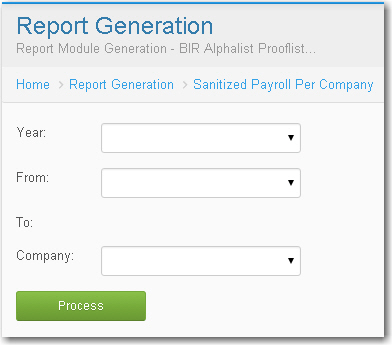 Report Generation
Report Module Generation - BIR Alphalist Prooflist...
Home > Report Generation > Sanitized Payroll Per Company
Year:
From:
To:
Company:
Process